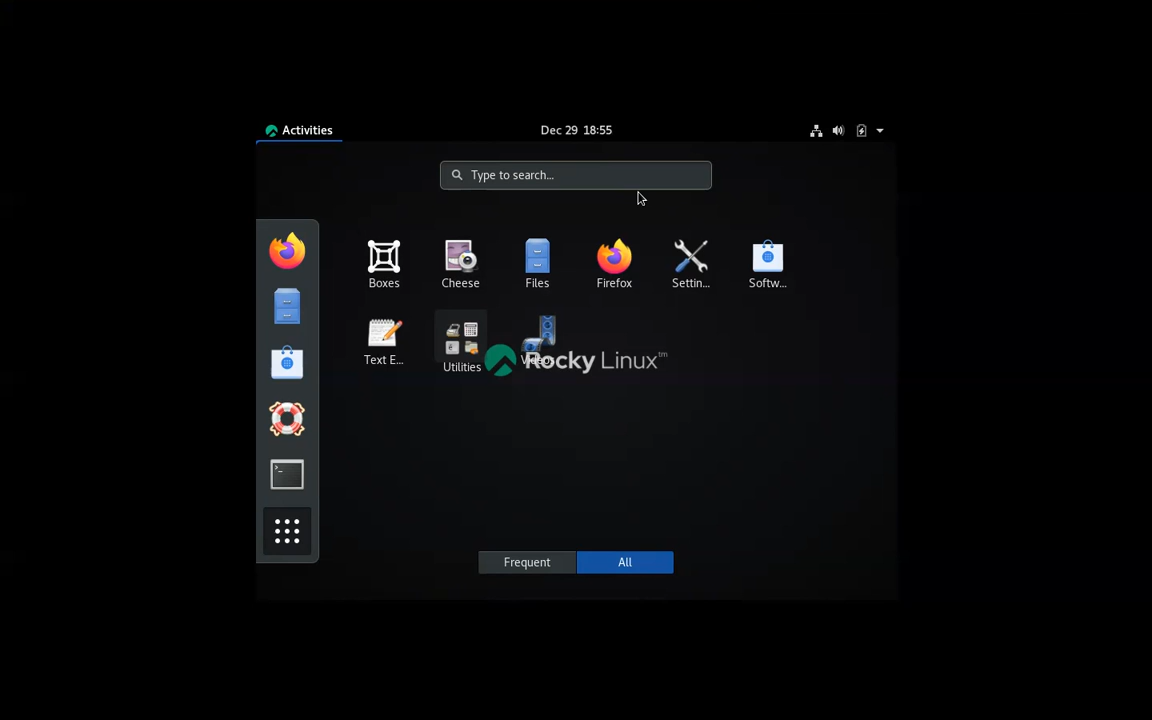 Activities
Dec 29 18:55
Type to search...
Boxes
Cheese
Files
Firefox
Settin...
Softw...
Text E...
Utilities
Rocky Linux™
Frequent
All